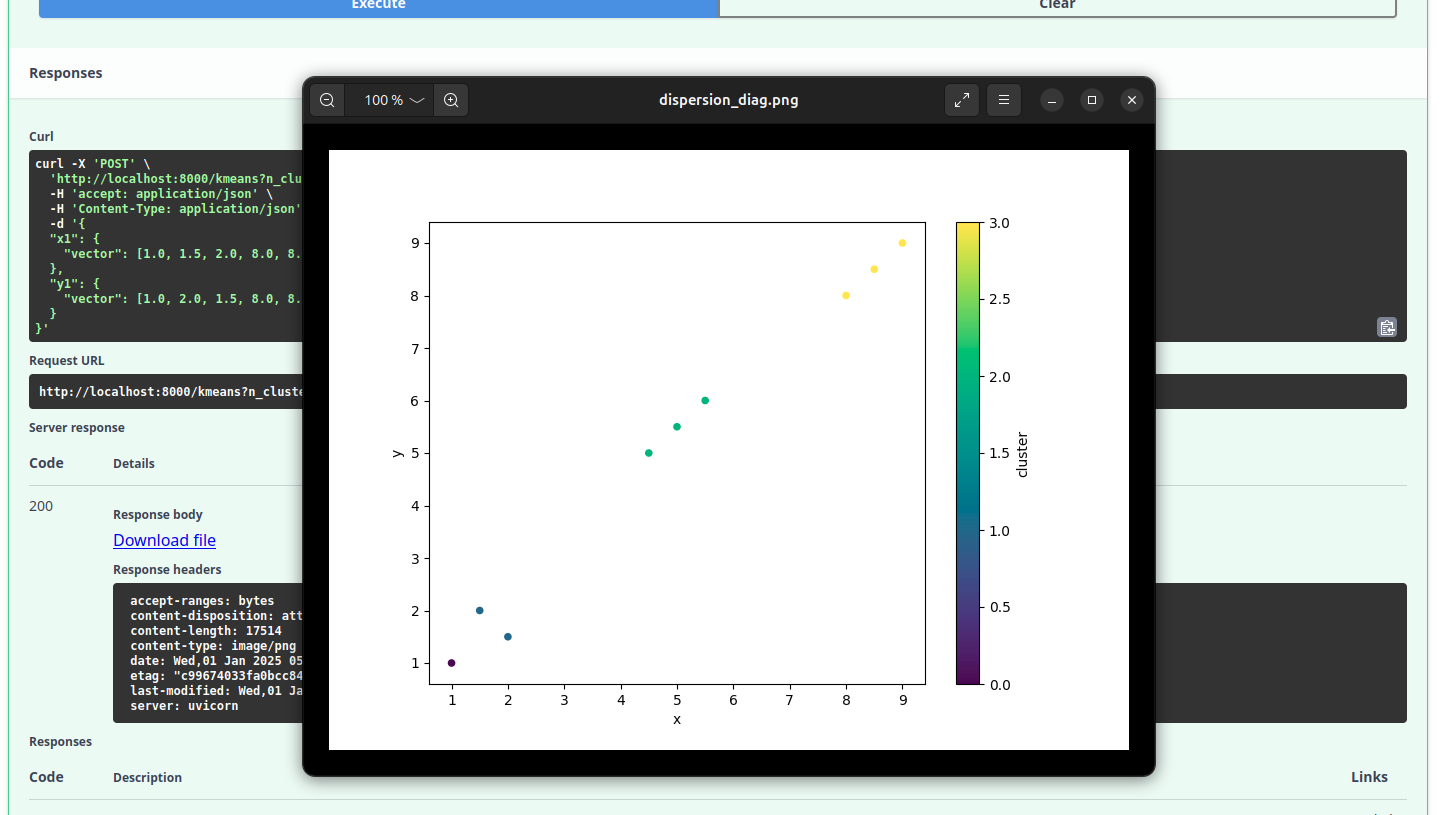 Execute
Clear
Responses
100 %
dispersion_diag.png
Curl
curl -X 'POST' \
'http://localhost:8000/kmeans?n_clu
-H 'accept: application/json' \
-H 'Content-Type: application/json'
-d '{
"x1": {
"vector": [1.0, 1.5, 2.0, 8.0, 8.
},
"y1": {
"vector": [1.0, 2.0, 1.5, 8.0, 8.
}
}'
Request URL
http://localhost:8000/kmeans?n_cluste
Server response
Code Details
200
Response body
Download file
Response headers
accept-ranges: bytes
content-disposition: att
content-length: 17514
content-type: image/png
date: Wed,01 Jan 2025 05
etag: "c99674033fa0bcc84
last-modified: Wed,01 Ja
server: uvicorn
Responses
Code Description Links
9
8
7
6
5
4
3
2
1
y
1 2 3 4 5 6 7 8 9
x
3.0
2.5
2.0
1.5
1.0
0.5
0.0
cluster